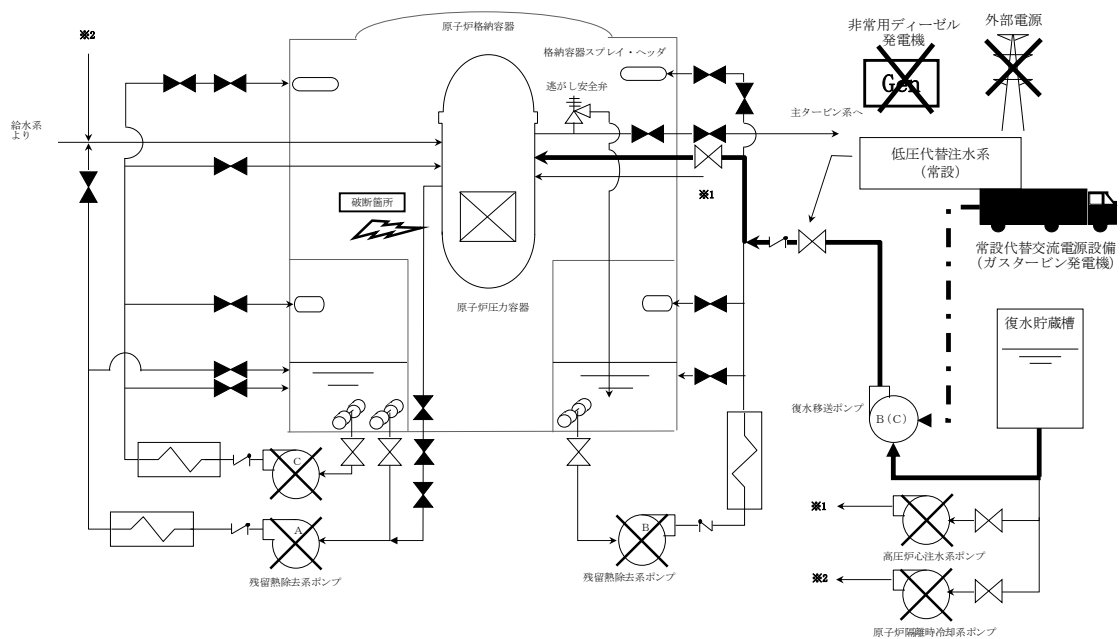 原子炉格納容器
※2
格納容器スプレイ・ヘッダ
逃がし安全弁
非常用ディーゼル
発電機
外部電源
Gen
主タービン系へ
給水系
より
低圧代替注水系
(常設)
※1
破断箇所
常設代替交流電源設備
(ガスタービン発電機)
原子炉圧力容器
復水貯蔵槽
復水移送ポンプ
B(C)
C
A
B
残留熱除去系ポンプ
残留熱除去系ポンプ
※1
高圧炉心注水系ポンプ
※2
原子炉隔離時冷却系ポンプ